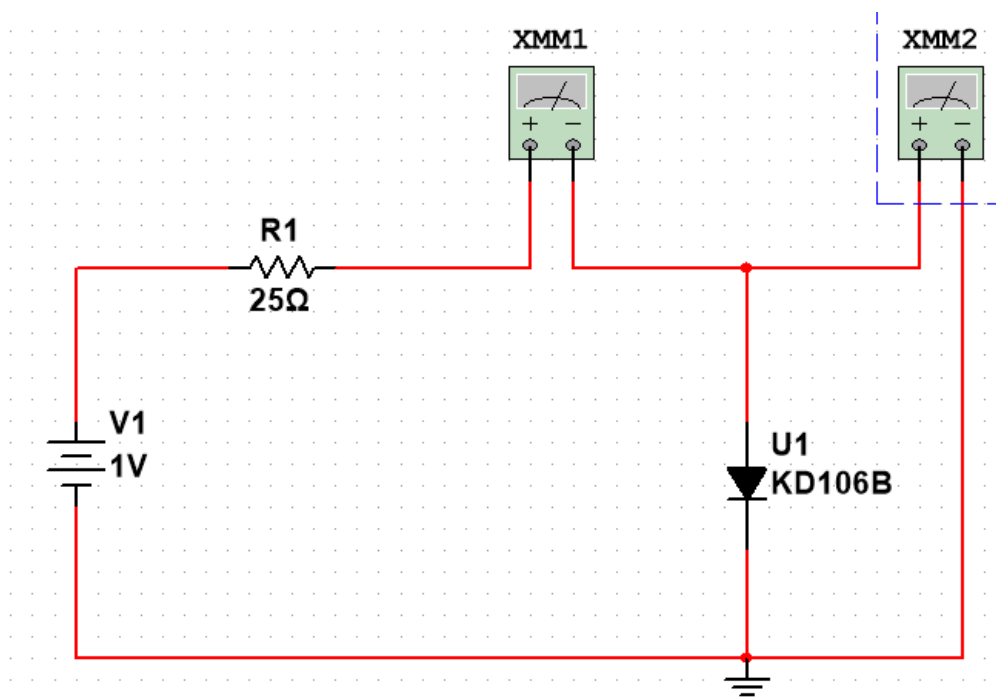 XMM1
XMM2
+ −
+ −
R1
25Ω
V1
1V
U1
KD106B